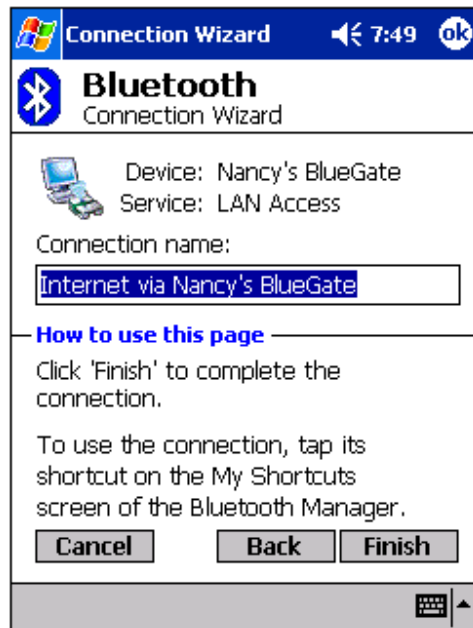 Connection Wizard 7:49 ok
Bluetooth
Connection Wizard
Device: Nancy's BlueGate
Service: LAN Access
Connection name:
Internet via Nancy's BlueGate
How to use this page
Click 'Finish' to complete the
connection.
To use the connection, tap its
shortcut on the My Shortcuts
screen of the Bluetooth Manager.
Cancel Back Finish